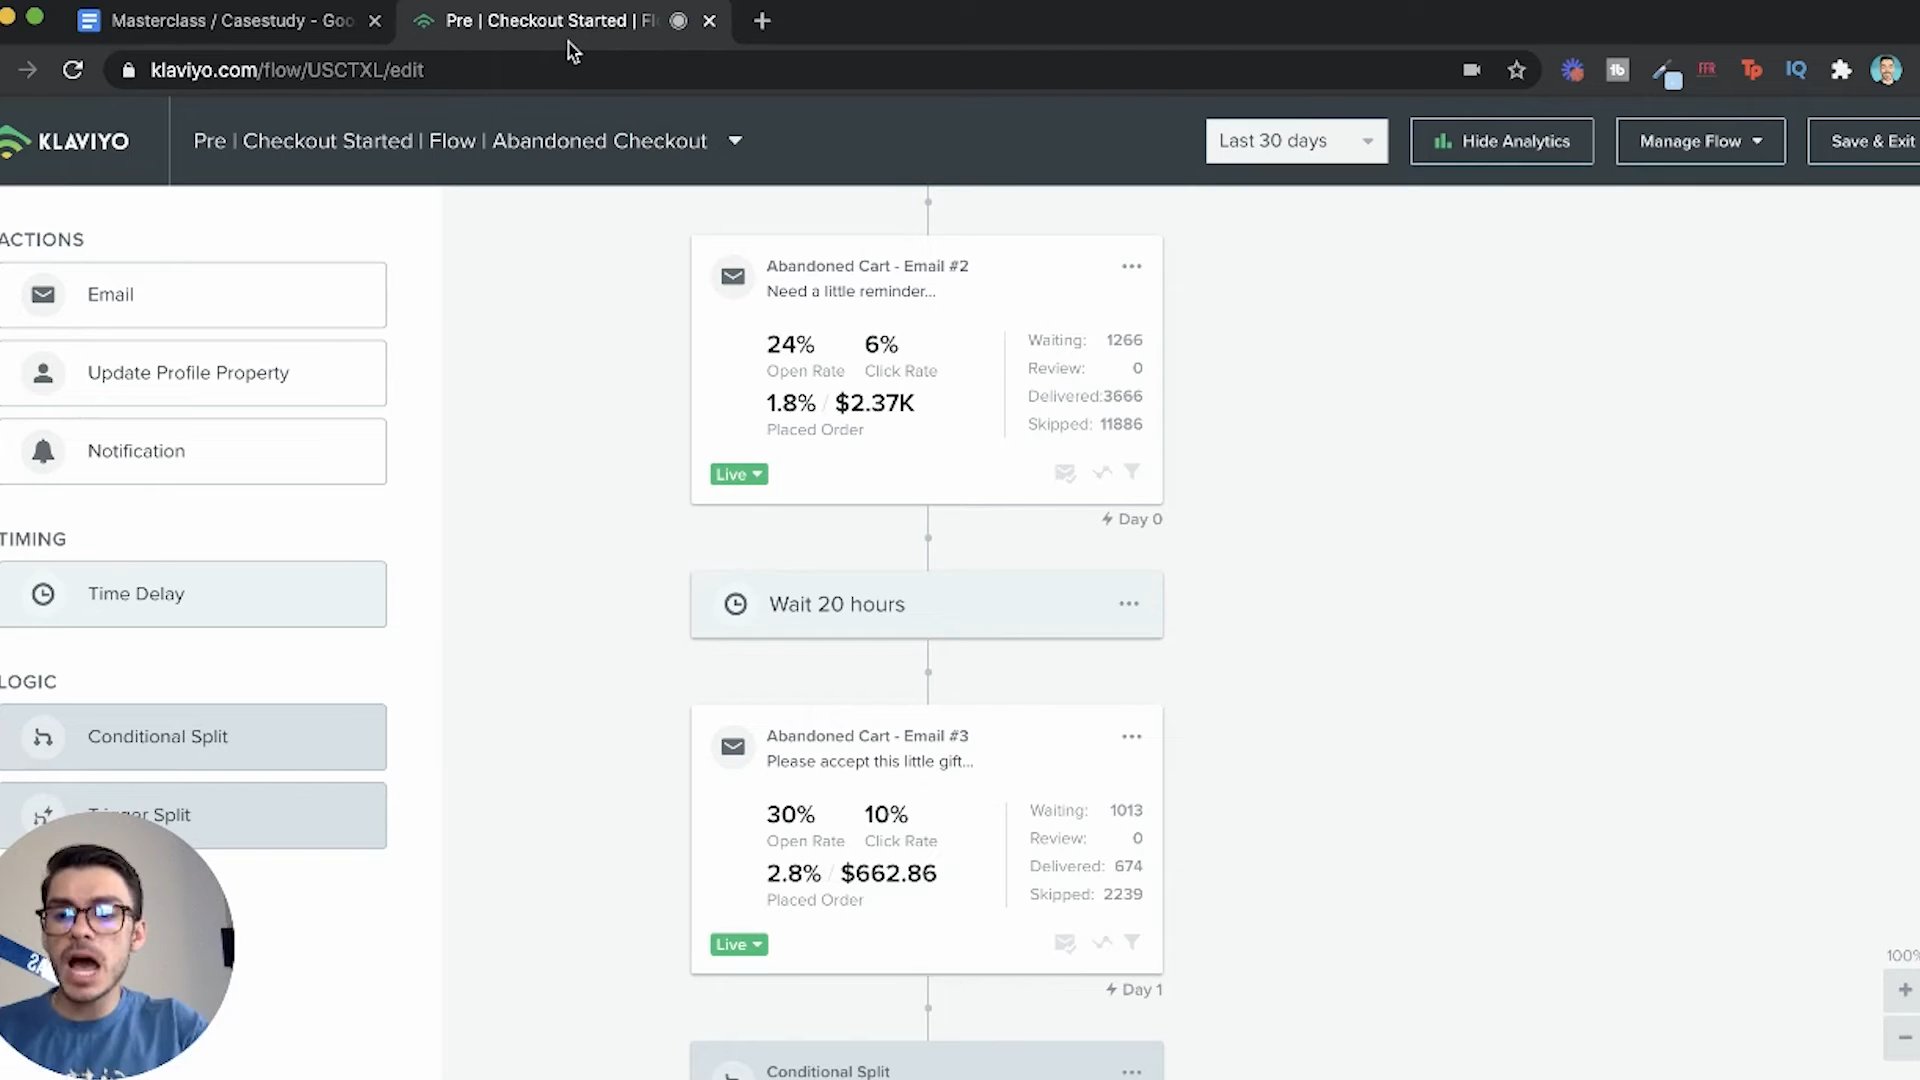 Masterclass / Casestudy - Goo
Pre | Checkout Started | Fl
klaviyo.com/flow/USCTXL/edit
tb
FFR
Tp
IQ
KLAVIYO
Pre | Checkout Started | Flow | Abandoned Checkout
Last 30 days
Hide Analytics
Manage Flow
Save & Exit
ACTIONS
Email
Update Profile Property
Notification
TIMING
Time Delay
LOGIC
Conditional Split
Trigger Split
Abandoned Cart - Email #2
Need a little reminder...
24%
6%
Open Rate
Click Rate
1.8% / $2.37K
Placed Order
Waiting: 1266
Review: 0
Delivered:3666
Skipped: 11886
Live
Day 0
Wait 20 hours
Abandoned Cart - Email #3
Please accept this little gift...
30%
10%
Open Rate
Click Rate
2.8% / $662.86
Placed Order
Waiting: 1013
Review: 0
Delivered: 674
Skipped: 2239
Live
Day 1
Conditional Split
100%